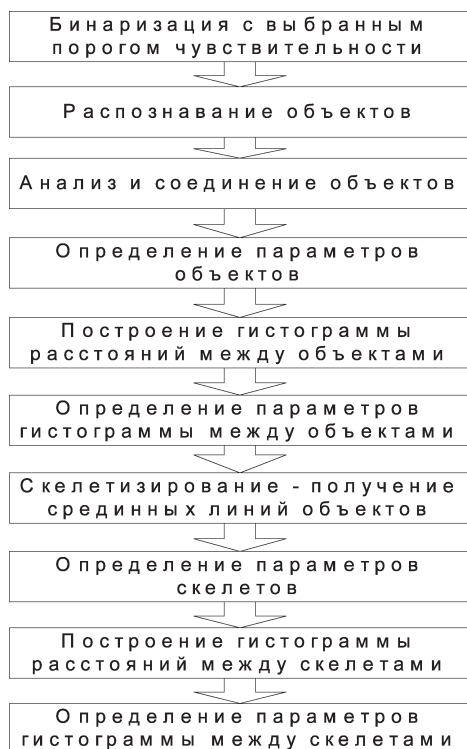 Бинаризация с выбранным
порогом чувствительности
Распознавание объектов
Анализ и соединение объектов
Определение параметров
объектов
Построение гистограммы
расстояний между объектами
Определение параметров
гистограммы между объектами
Скелетизирование - получение
срединных линий объектов
Определение параметров
скелетов
Построение гистограммы
расстояний между скелетами
Определение параметров
гистограммы между скелетами